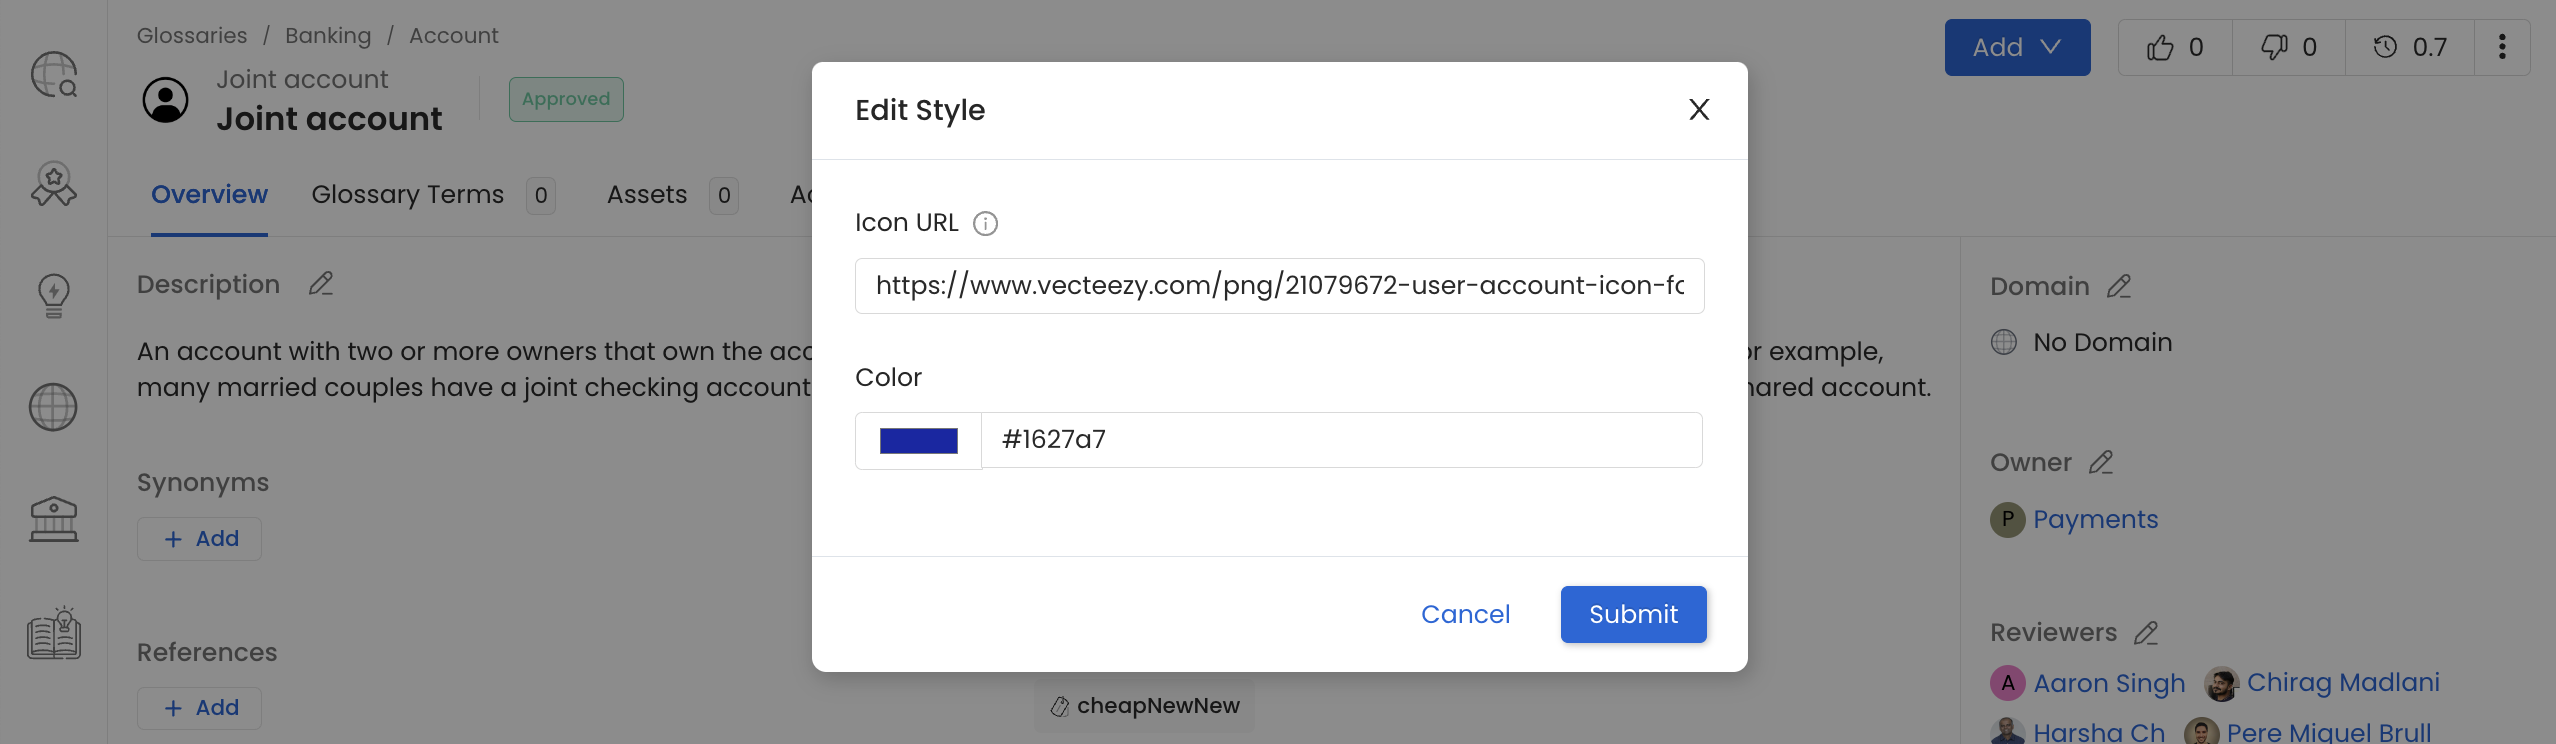 Glossaries / Banking / Account
Joint account
Joint account
Approved
Add
0
0
0.7
Overview
Glossary Terms 0
Assets 0
Edit Style
Icon URL
https://www.vecteezy.com/png/21079672-user-account-icon-fo
Color
#1627a7
Cancel
Submit
Description
An account with two or more owners that own the
example,
many married couples have a joint checking account
account.
Synonyms
+ Add
References
+ Add
cheapNewNew
Domain
No Domain
Owner
P Payments
Reviewers
A Aaron Singh Chirag Madlani
Harsha Ch Pere Miquel Brull